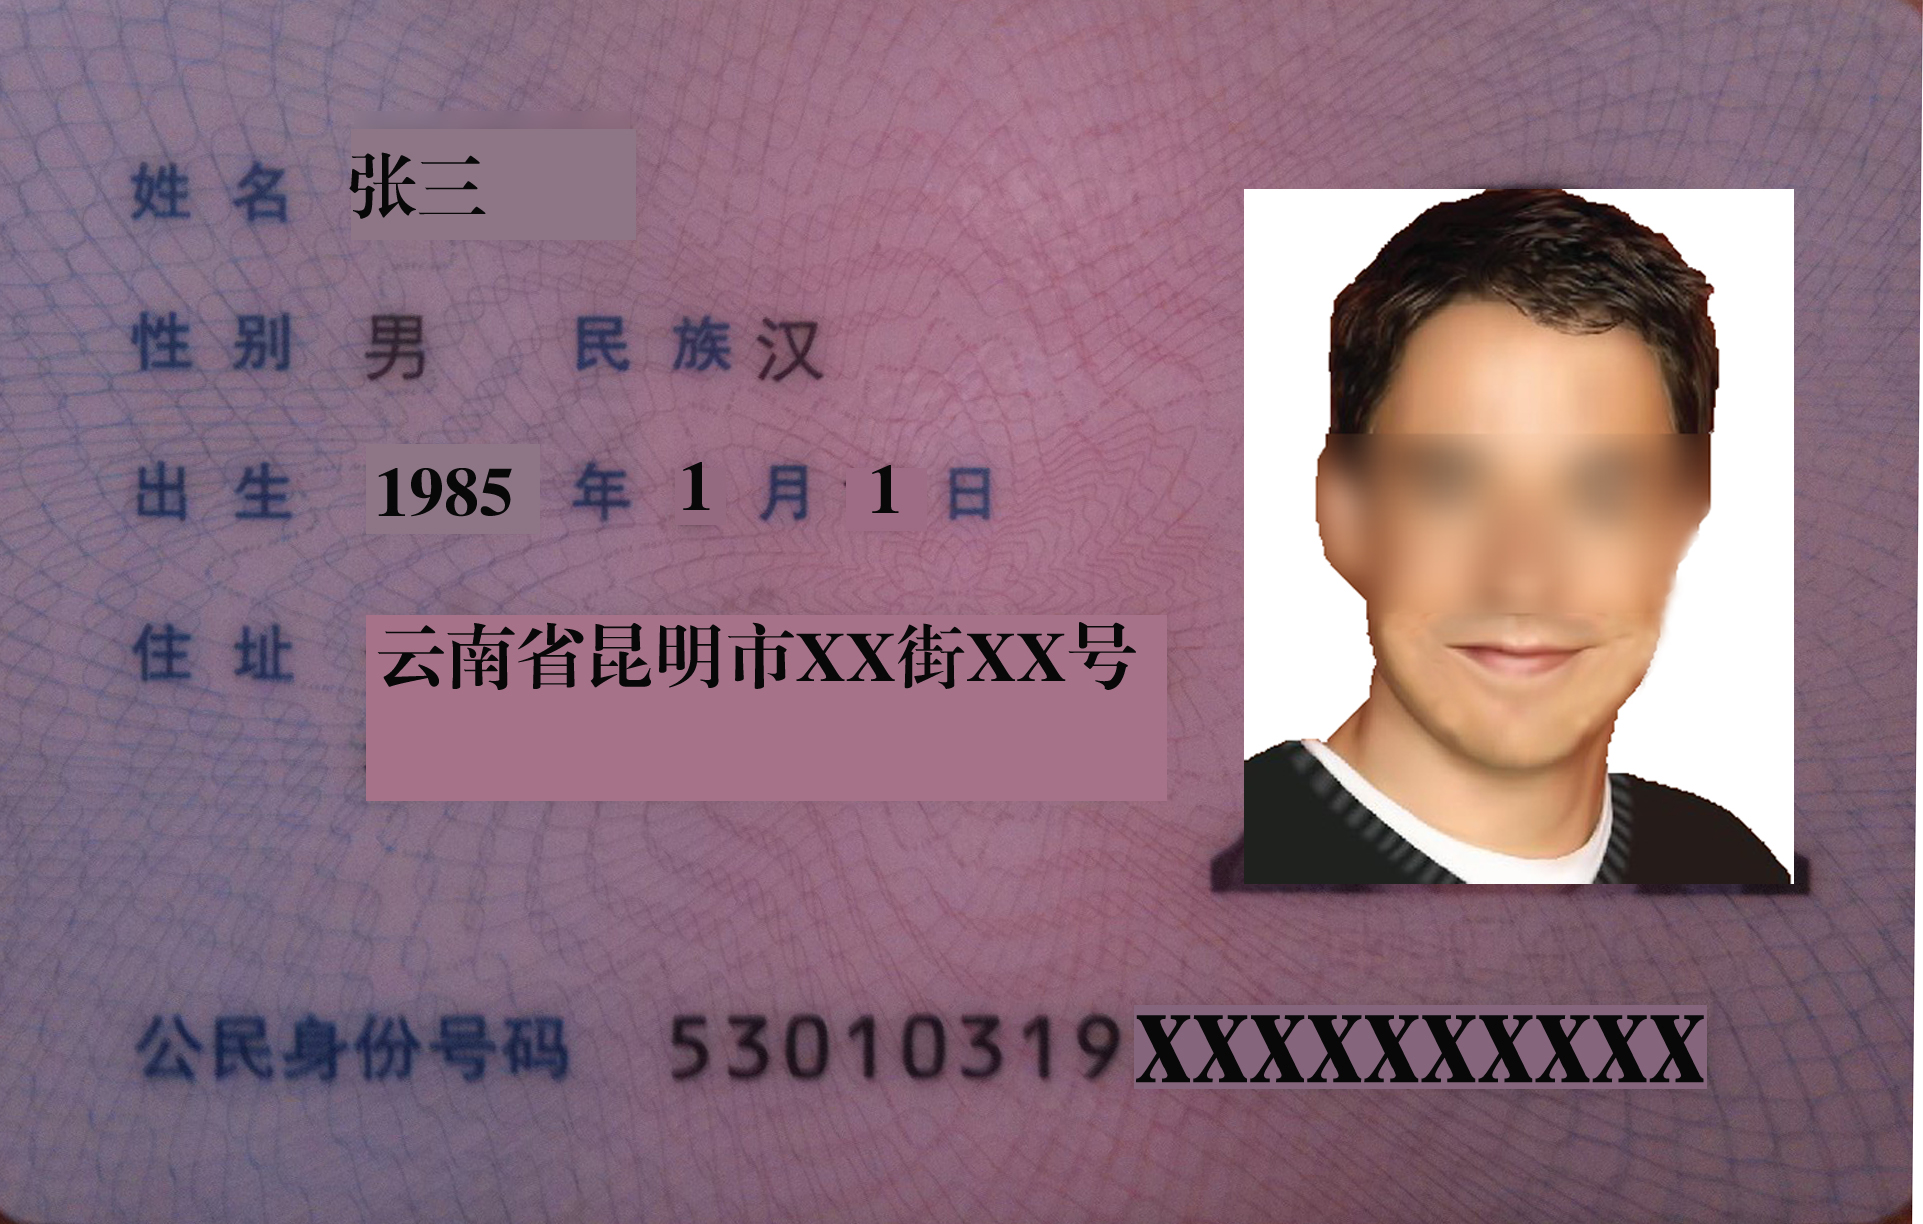 姓名 张三
性别 男 民族 汉
出生 1985 年 1 月 1 日
住址 云南省昆明市XX街XX号
公民身份号码 53010319XXXXXXXXXX